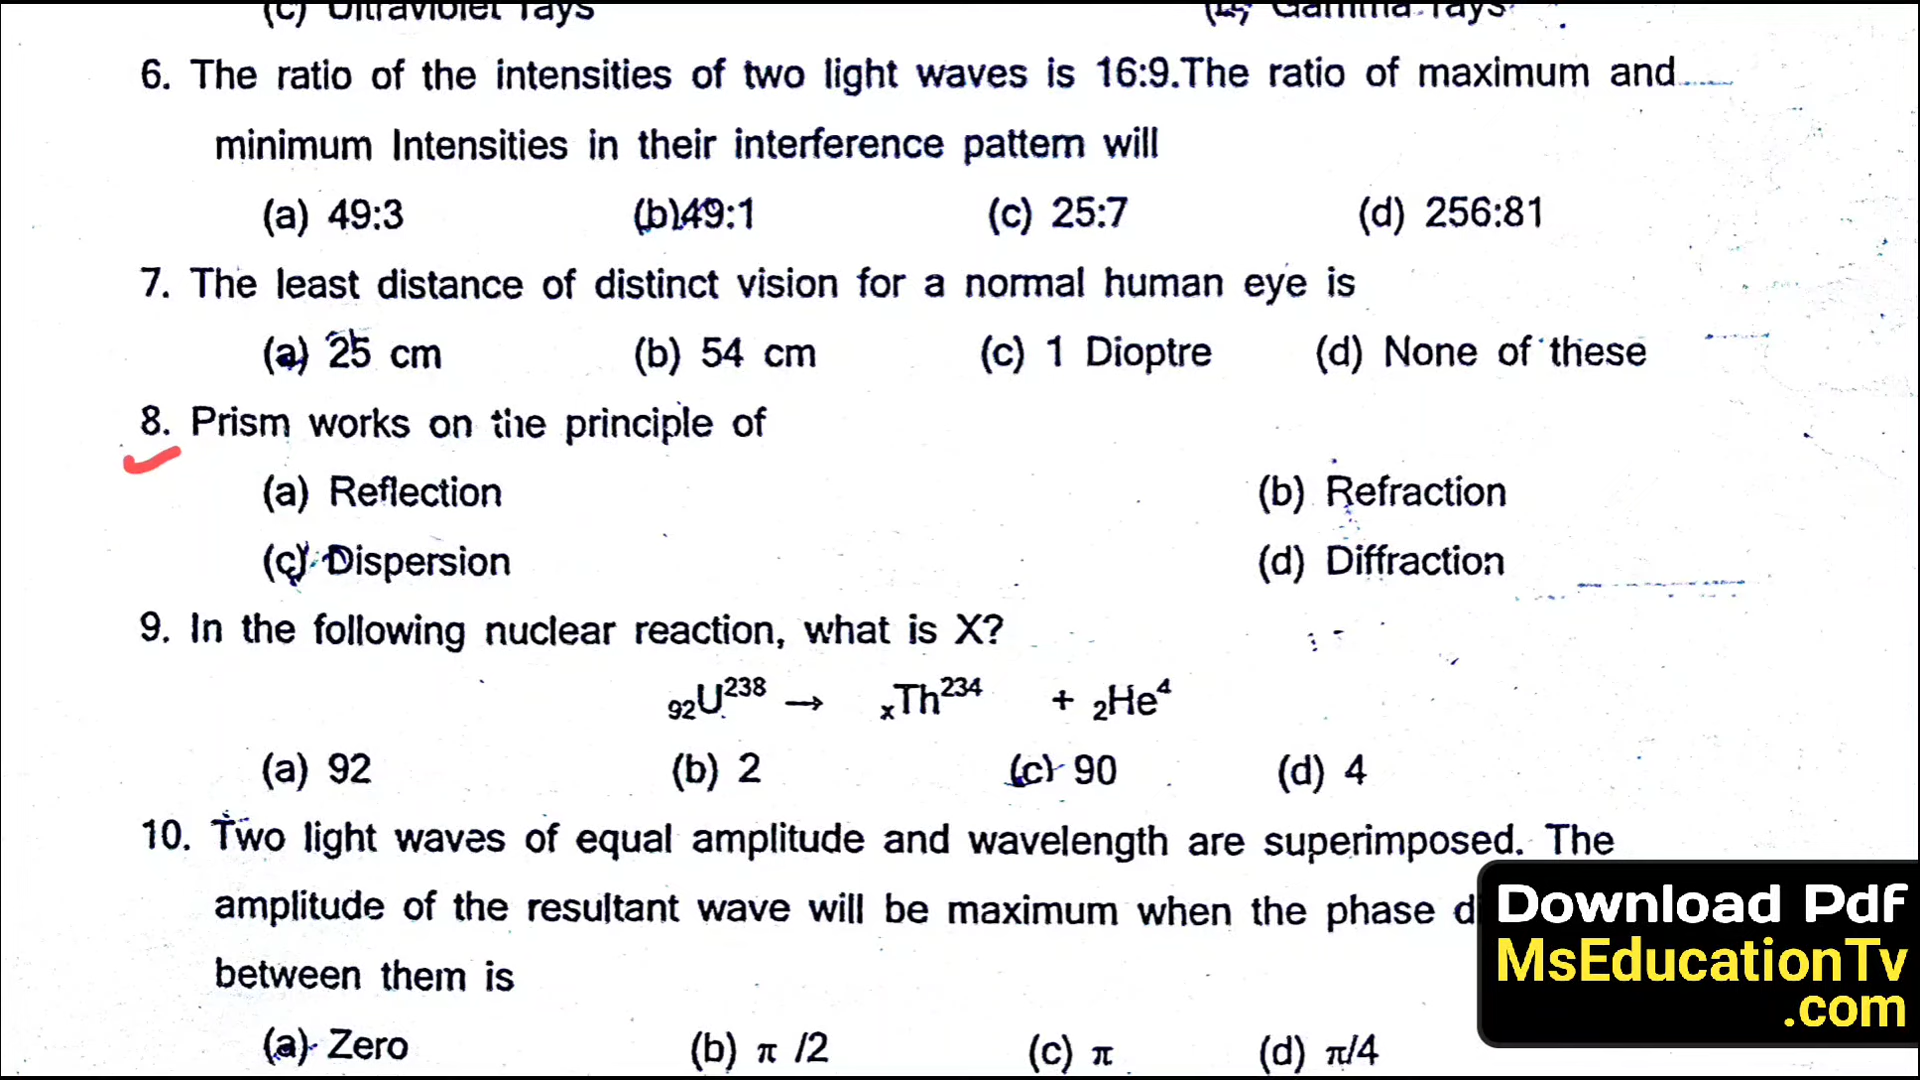 (c) Ultraviolet rays (d) Gamma rays
6. The ratio of the intensities of two light waves is 16:9.The ratio of maximum and
minimum Intensities in their interference pattern will
(a) 49:3 (b) 49:1 (c) 25:7 (d) 256:81
7. The least distance of distinct vision for a normal human eye is
(a) 25 cm (b) 54 cm (c) 1 Dioptre (d) None of these
8. Prism works on the principle of
(a) Reflection (b) Refraction
(c) Dispersion (d) Diffraction
9. In the following nuclear reaction, what is X?
₉₂U²³⁸ → ₓTh²³⁴ + ₂He⁴
(a) 92 (b) 2 (c) 90 (d) 4
10. Two light waves of equal amplitude and wavelength are superimposed. The
amplitude of the resultant wave will be maximum when the phase d
between them is
(a) Zero (b) π /2 (c) π (d) π/4
Download Pdf
MsEducationTv
.com